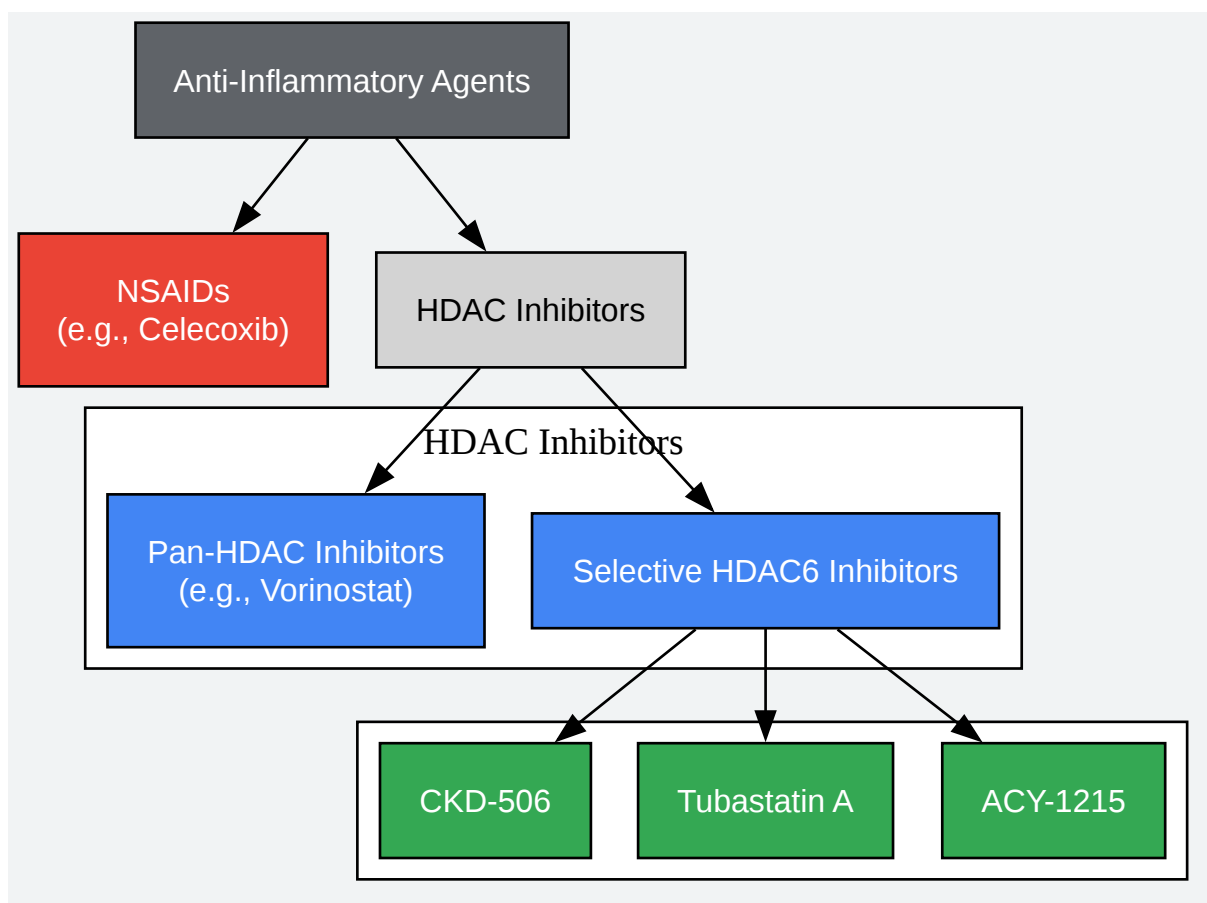 Anti-Inflammatory Agents
NSAIDs
(e.g., Celecoxib)
HDAC Inhibitors
HDAC Inhibitors
Pan-HDAC Inhibitors
(e.g., Vorinostat)
Selective HDAC6 Inhibitors
CKD-506
Tubastatin A
ACY-1215